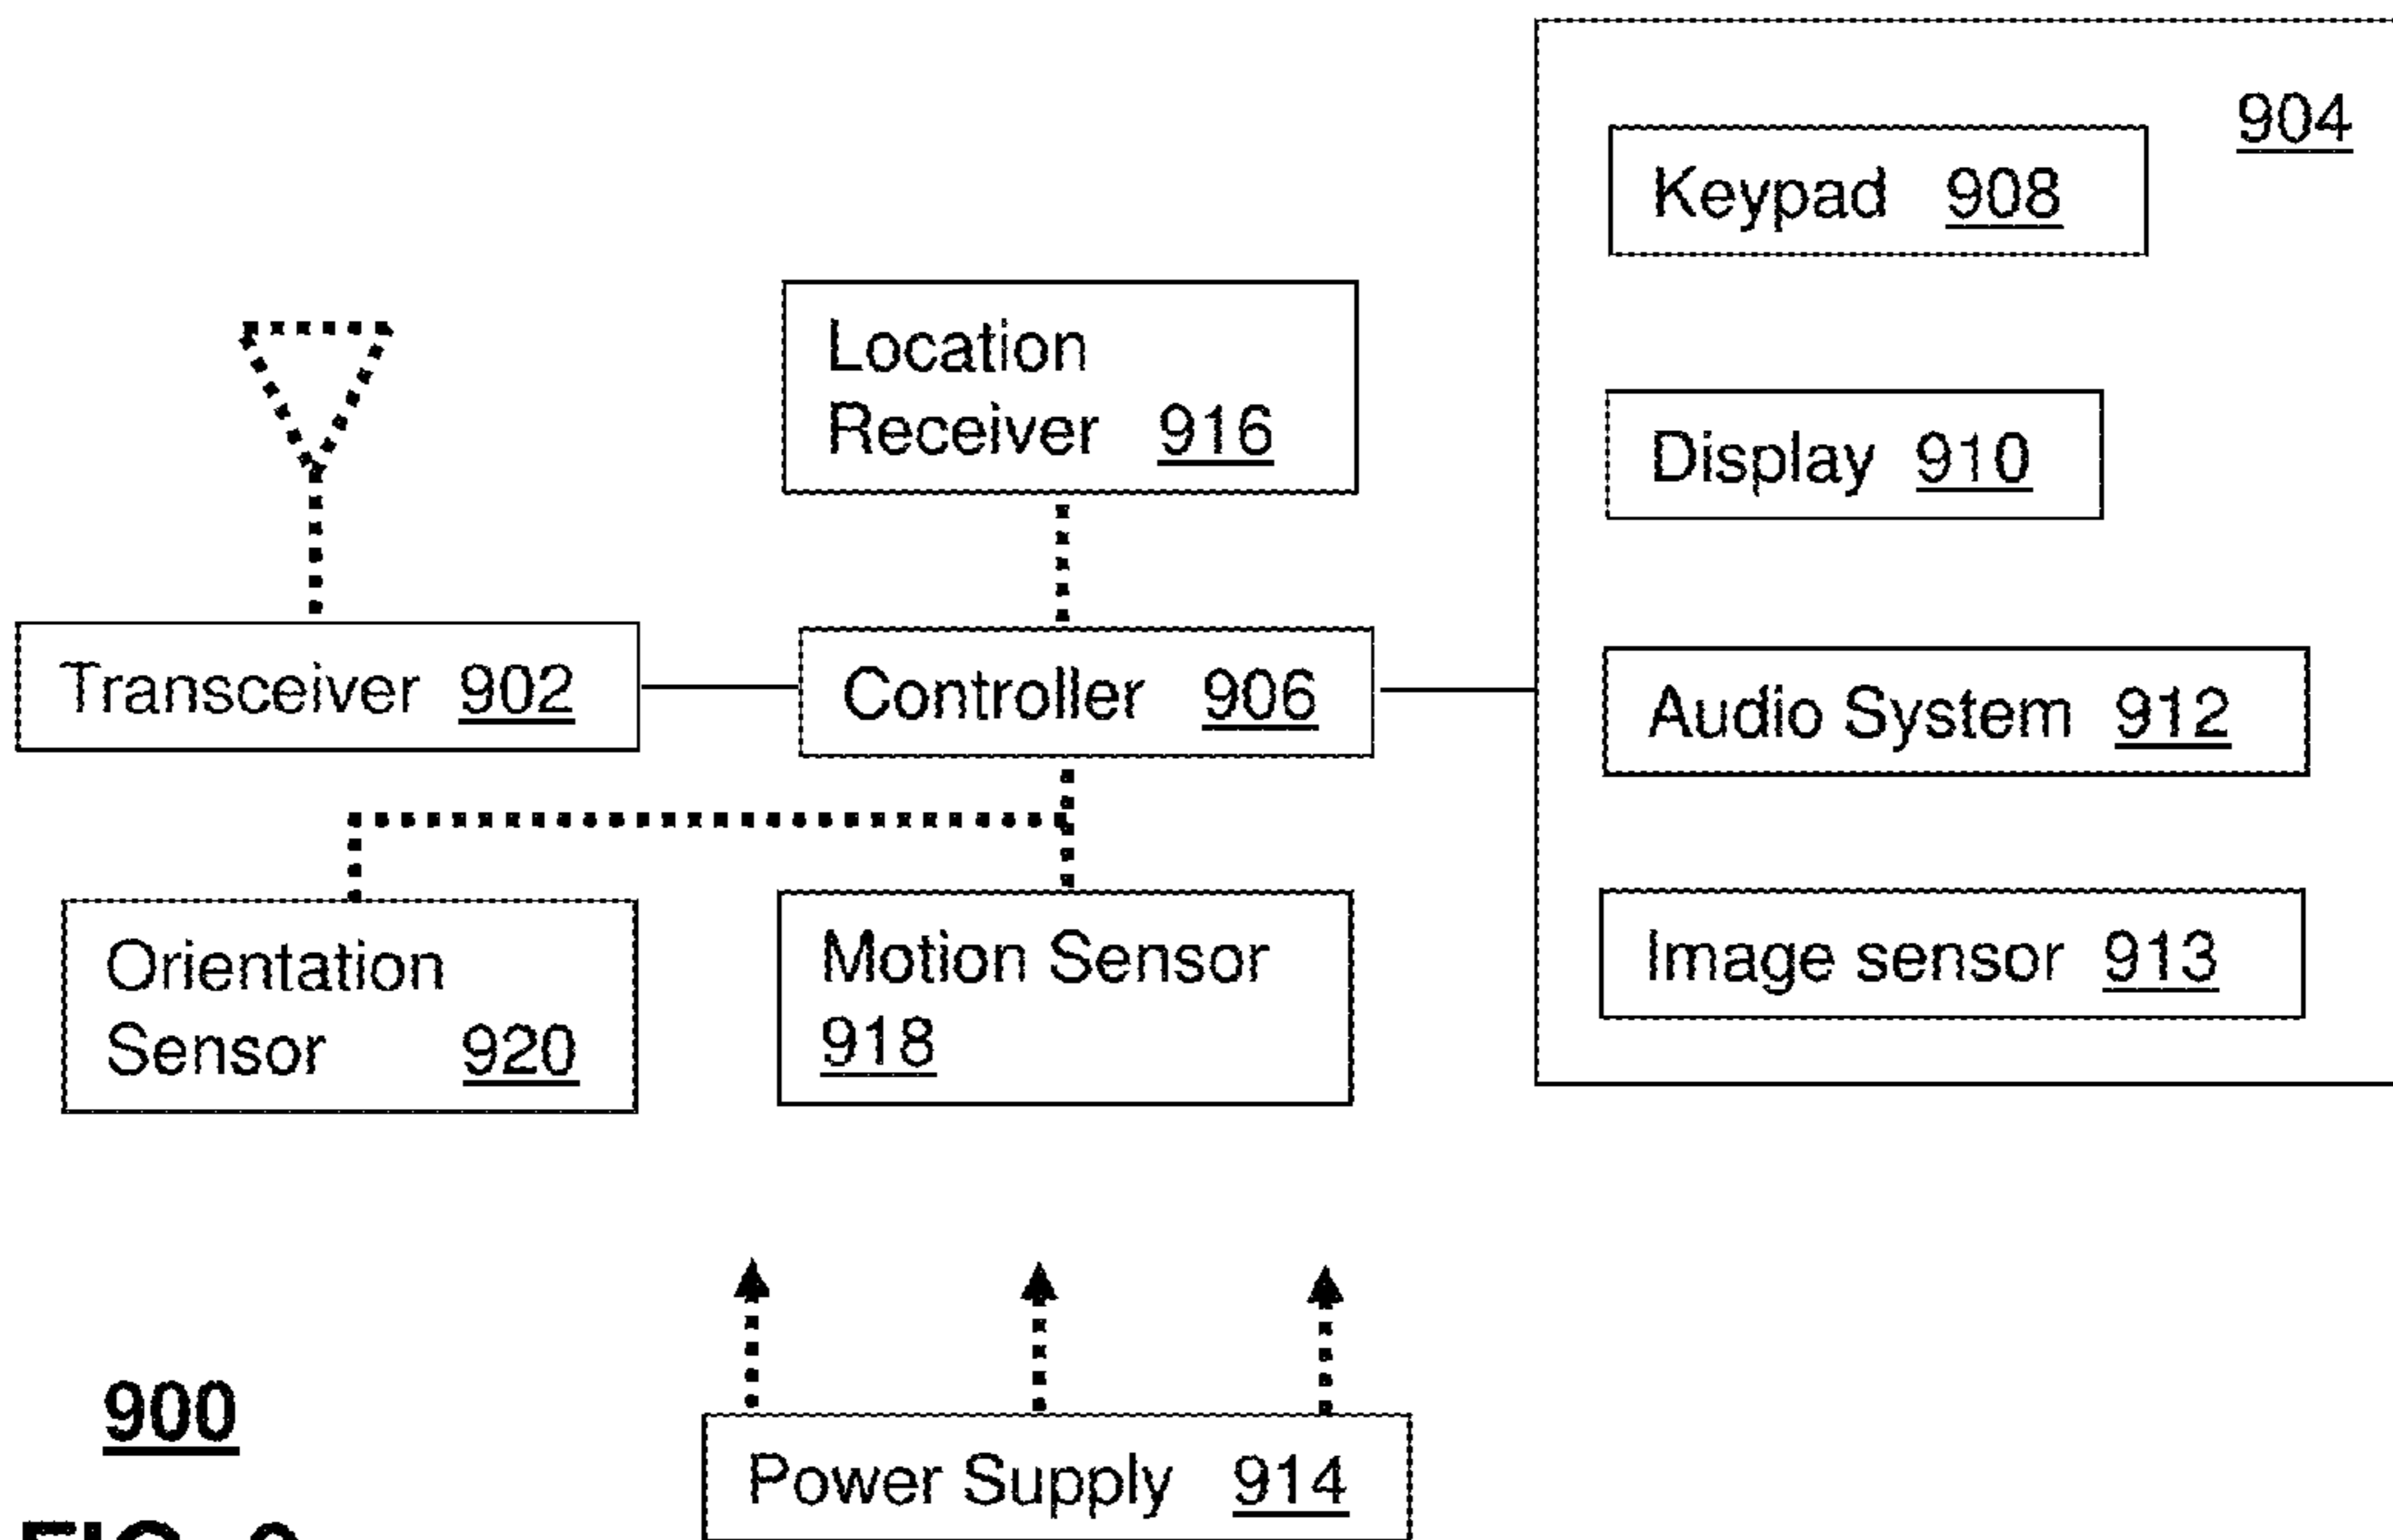 904
Keypad 908
Location
Receiver 916
Display 910
Transceiver 902
Controller 906
Audio System 912
Orientation
Sensor 920
Motion Sensor
918
Image sensor 913
900
Power Supply 914
FIG.